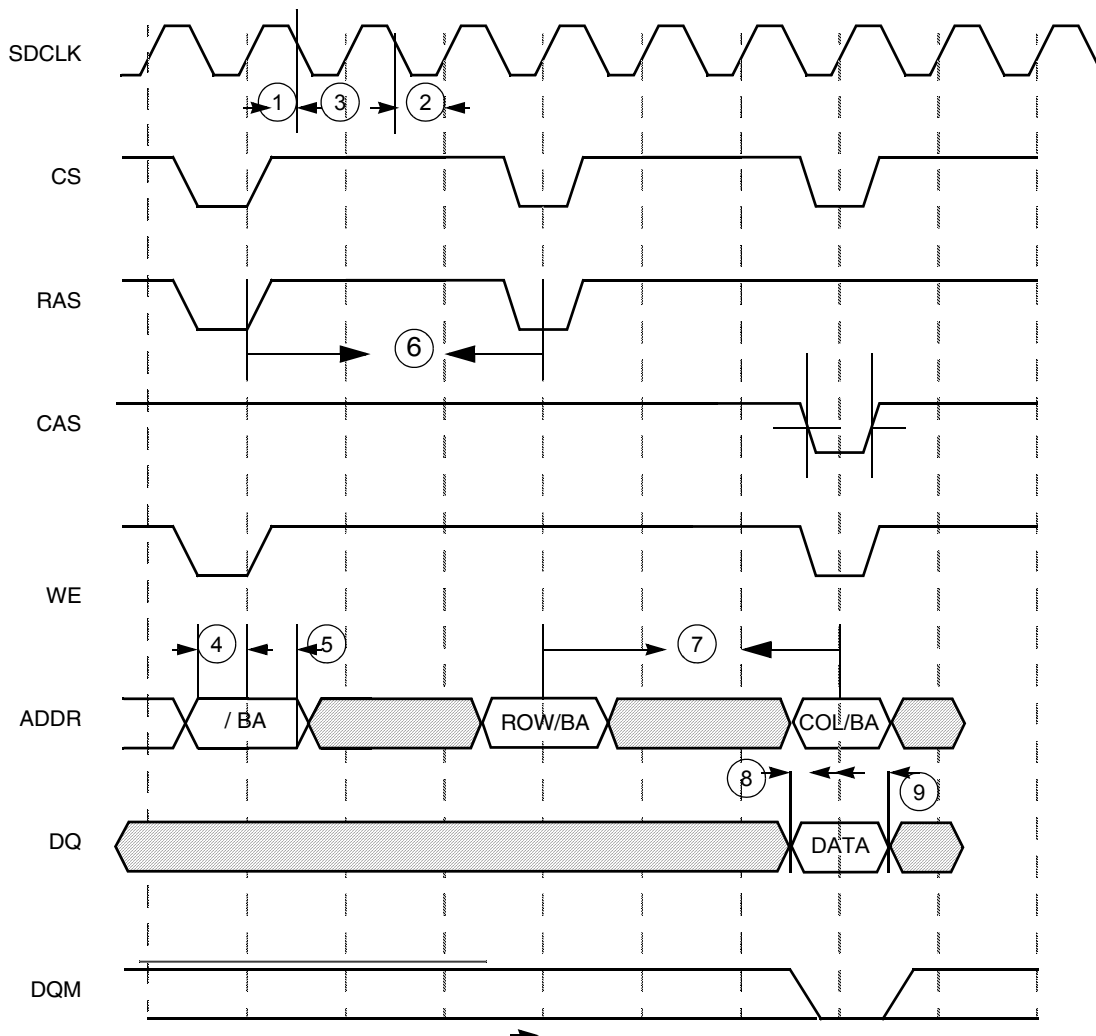 SDCLK
1 3 2
CS
RAS
6
CAS
WE
4 5 7
ADDR / BA ROW/BA COL/BA
8 9
DQ DATA
DQM